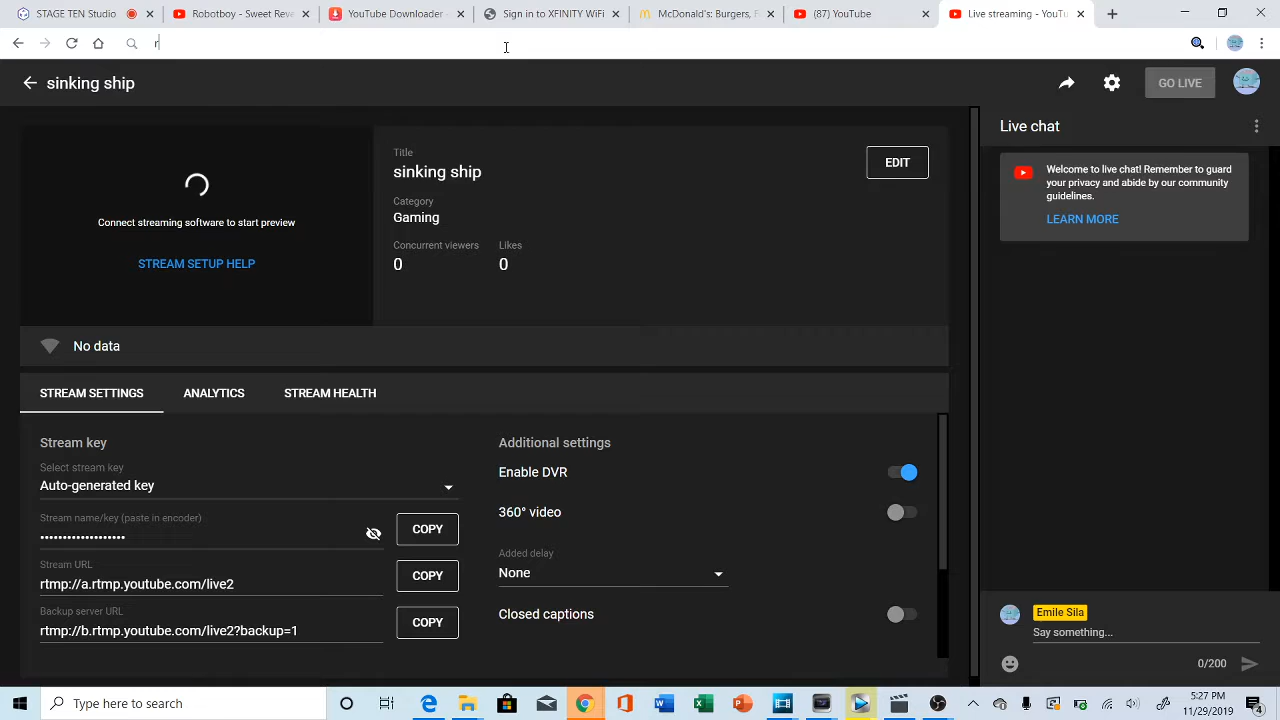 STAGE TEN Studio
Robotboy - Reset Reve
YouTube Downloader -
Sign in to XFINITY WiFi
McDonald's: Burgers, F
(87) YouTube
Live streaming - YouTu
r
sinking ship
GO LIVE
Connect streaming software to start preview
STREAM SETUP HELP
Title
sinking ship
EDIT
Category
Gaming
Concurrent viewers
Likes
0
0
No data
STREAM SETTINGS
ANALYTICS
STREAM HEALTH
Stream key
Select stream key
Auto-generated key
Stream name/key (paste in encoder)
•••••••••••••••••••
COPY
Stream URL
rtmp://a.rtmp.youtube.com/live2
COPY
Backup server URL
rtmp://b.rtmp.youtube.com/live2?backup=1
COPY
Additional settings
Enable DVR
360° video
Added delay
None
Closed captions
Live chat
Welcome to live chat! Remember to guard
your privacy and abide by our community
guidelines.
LEARN MORE
Emile Sila
Say something...
0/200
Type here to search
5:27 PM
11/29/2019
4